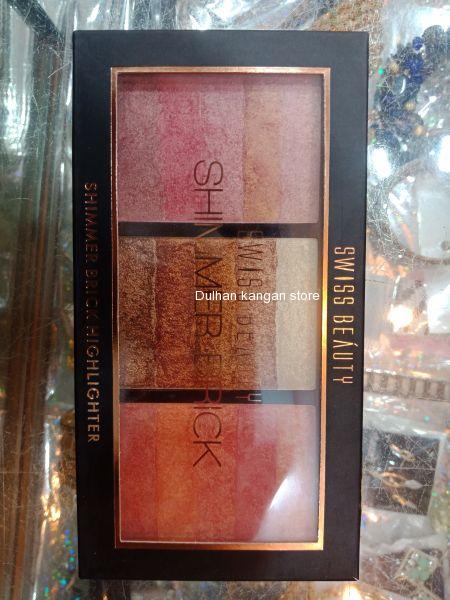 SWISS BEAUTY
SWISS BEAUTY
SHIMMER BRICK
SHIMMER BRICK HIGHLIGHTER
Dulhan kangan store